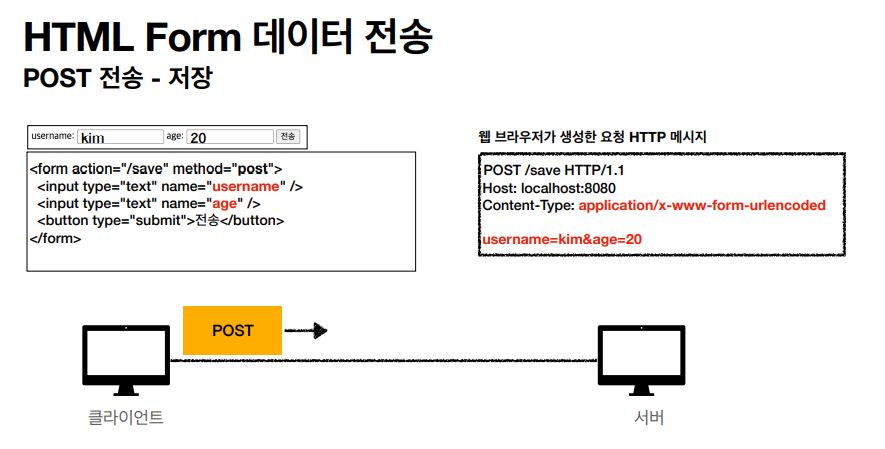 HTML Form 데이터 전송
POST 전송 - 저장
username: kim age: 20 전송
<form action="/save" method="post">
<input type="text" name="username" />
<input type="text" name="age" />
<button type="submit">전송</button>
</form>
웹 브라우저가 생성한 요청 HTTP 메시지
POST /save HTTP/1.1
Host: localhost:8080
Content-Type: application/x-www-form-urlencoded
username=kim&age=20
POST
클라이언트
서버